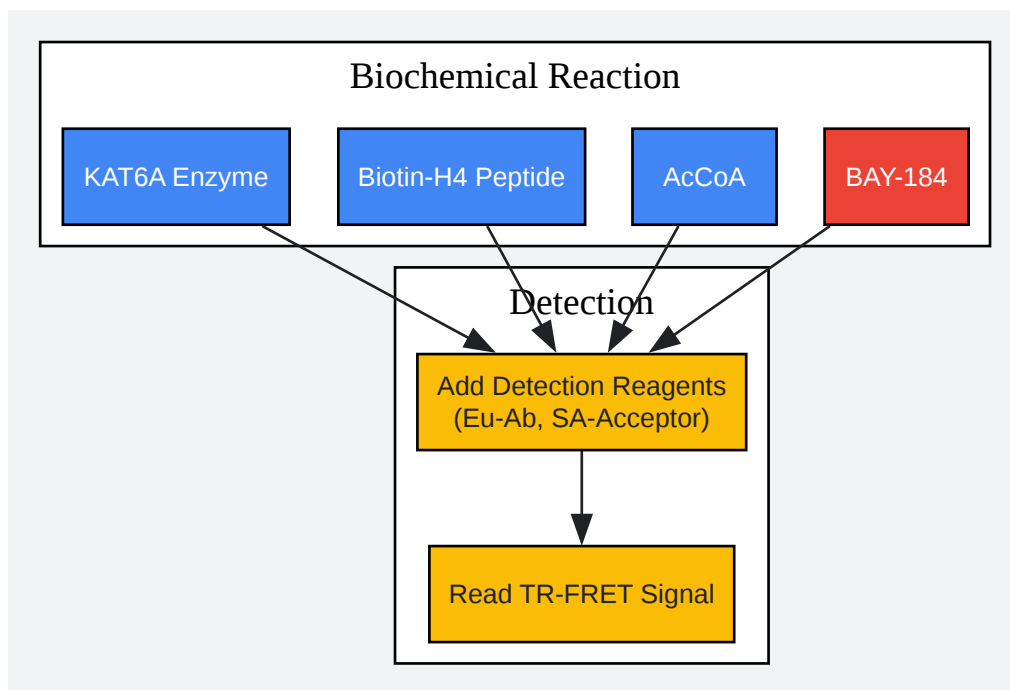 Biochemical Reaction
KAT6A Enzyme
Biotin-H4 Peptide
AcCoA
BAY-184
Detection
Add Detection Reagents
(Eu-Ab, SA-Acceptor)
Read TR-FRET Signal